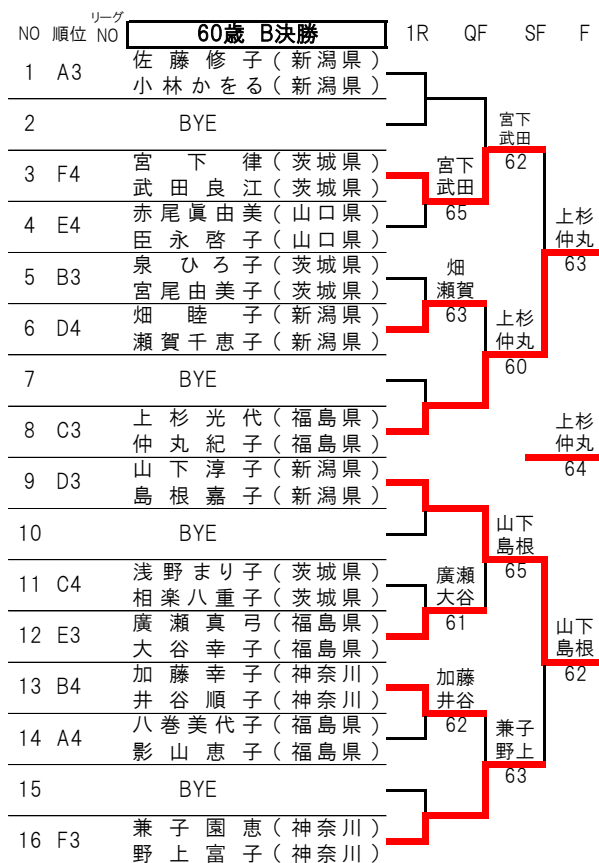 リーグ
NO 順位 NO 60歳 B決勝 1R QF SF F
1 A3 佐藤修子(新潟県)
小林かをる(新潟県)
2 BYE
宮下
武田
62
3 F4 宮下律(茨城県)
武田良江(茨城県)
宮下
武田
65
4 E4 赤尾眞由美(山口県)
臣永啓子(山口県)
上杉
仲丸
63
5 B3 泉ひろ子(茨城県)
宮尾由美子(茨城県)
畑
瀬賀
63
6 D4 畑睦子(新潟県)
瀬賀千恵子(新潟県)
上杉
仲丸
60
7 BYE
8 C3 上杉光代(福島県)
仲丸紀子(福島県)
上杉
仲丸
64
9 D3 山下淳子(新潟県)
島根嘉子(新潟県)
10 BYE
山下
島根
65
11 C4 浅野まり子(茨城県)
相楽八重子(茨城県)
廣瀬
大谷
61
12 E3 廣瀬真弓(福島県)
大谷幸子(福島県)
山下
島根
62
13 B4 加藤幸子(神奈川)
井谷順子(神奈川)
加藤
井谷
62
14 A4 八巻美代子(福島県)
影山恵子(福島県)
兼子
野上
63
15 BYE
16 F3 兼子園恵(神奈川)
野上富子(神奈川)